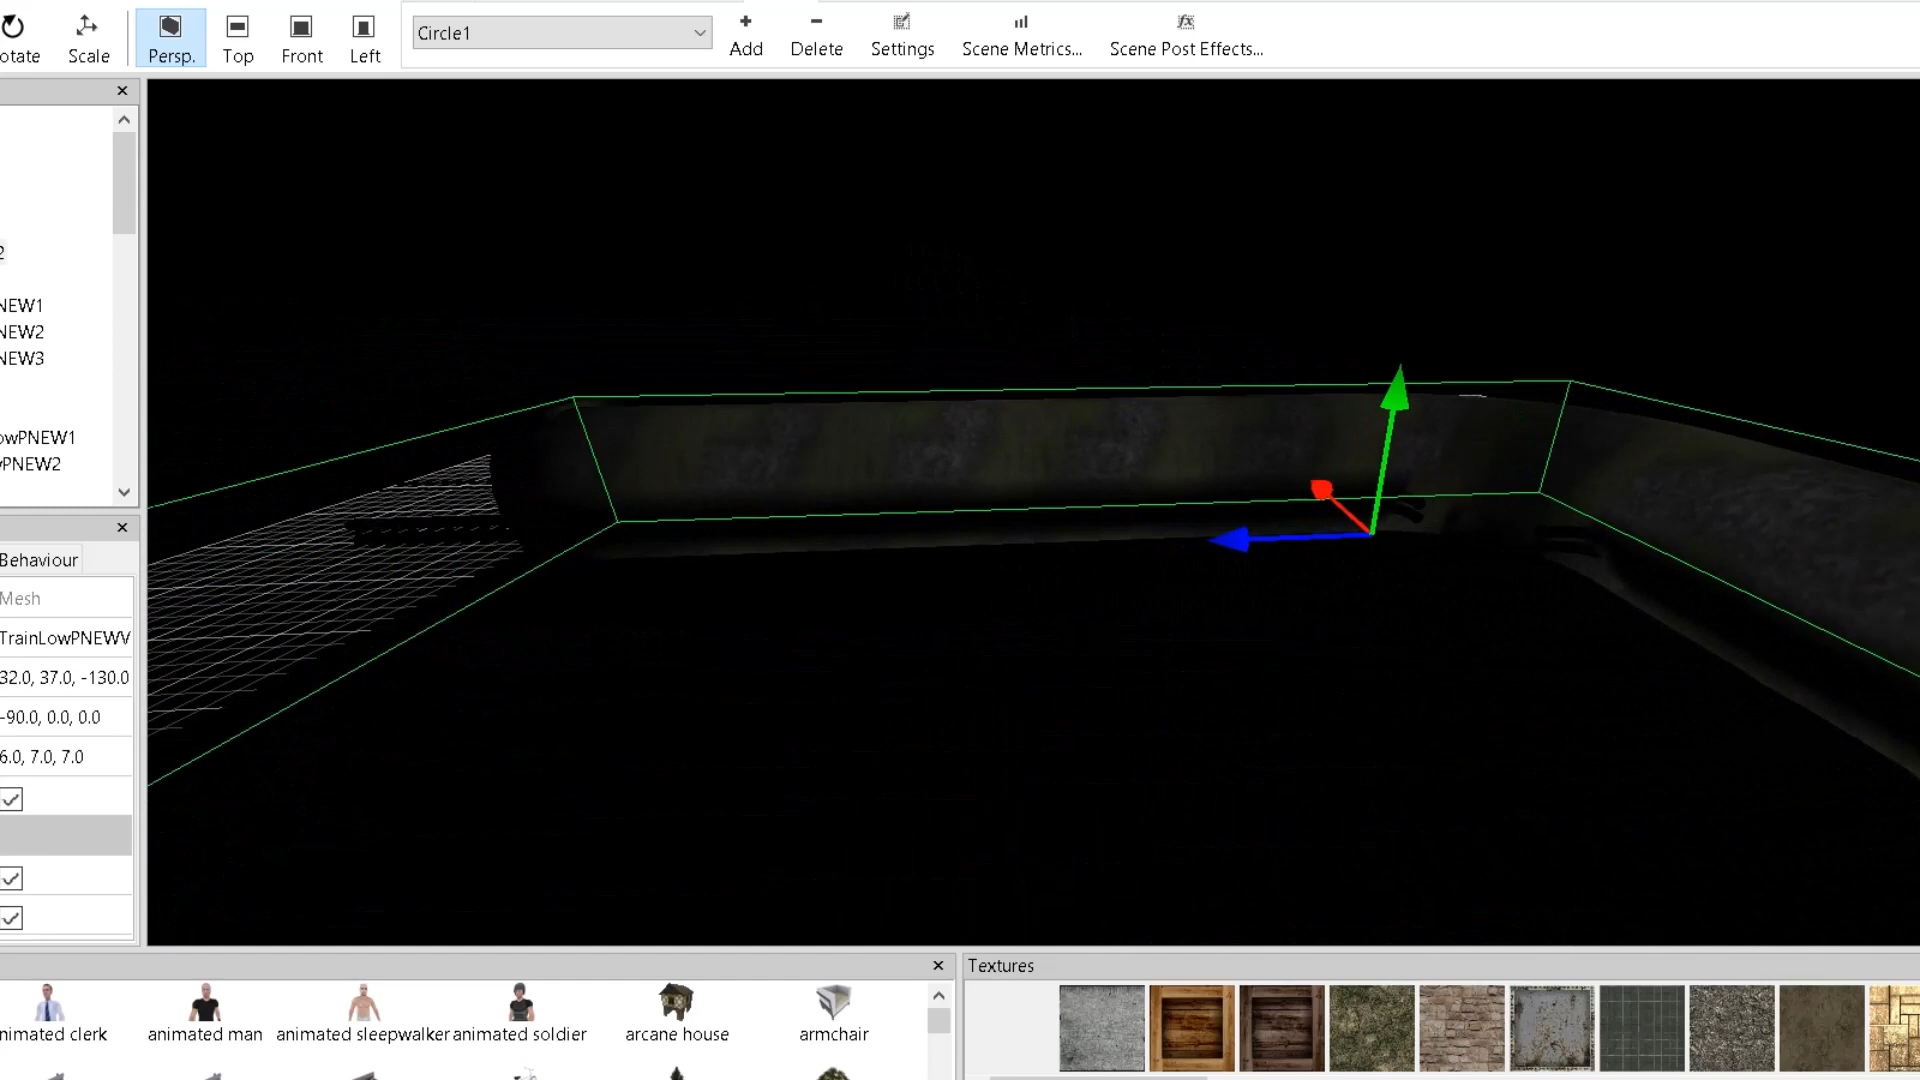 otate Scale Persp. Top Front Left Circle1 Add Delete Settings Scene Metrics... Scene Post Effects...
2
NEW1
NEW2
NEW3
owPNEW1
PNEW2
Behaviour
Mesh
TrainLowPNEWV
32.0, 37.0, -130.0
-90.0, 0.0, 0.0
6.0, 7.0, 7.0
Textures
nimated clerk animated man animated sleepwalker animated soldier arcane house armchair